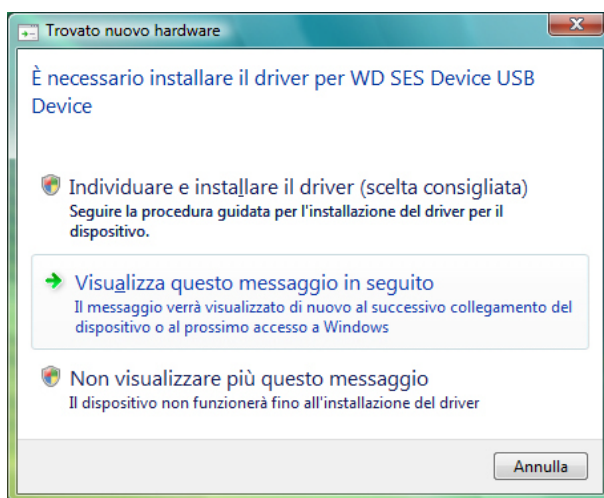 Trovato nuovo hardware
È necessario installare il driver per WD SES Device USB
Device
Individuare e installare il driver (scelta consigliata)
Seguire la procedura guidata per l'installazione del driver per il
dispositivo.
Visualizza questo messaggio in seguito
Il messaggio verrà visualizzato di nuovo al successivo collegamento del
dispositivo o al prossimo accesso a Windows
Non visualizzare più questo messaggio
Il dispositivo non funzionerà fino all'installazione del driver
Annulla